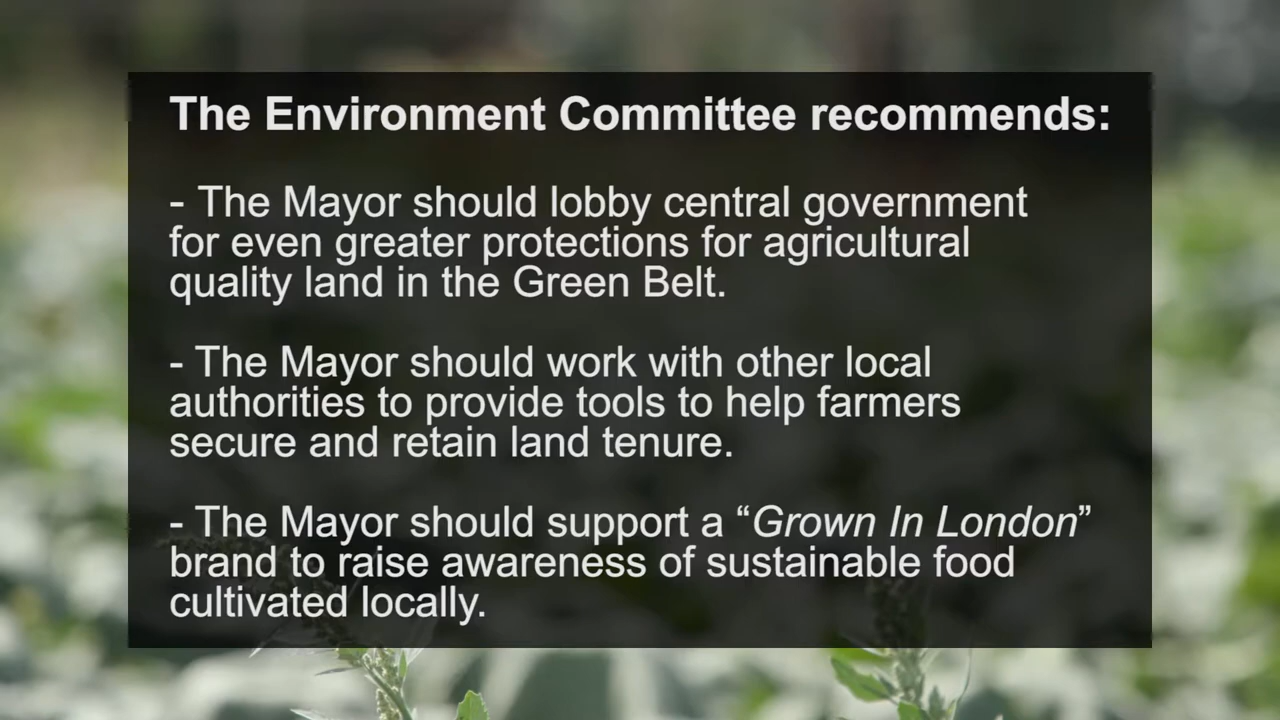 The Environment Committee recommends:
- The Mayor should lobby central government
for even greater protections for agricultural
quality land in the Green Belt.
- The Mayor should work with other local
authorities to provide tools to help farmers
secure and retain land tenure.
- The Mayor should support a “Grown In London”
brand to raise awareness of sustainable food
cultivated locally.